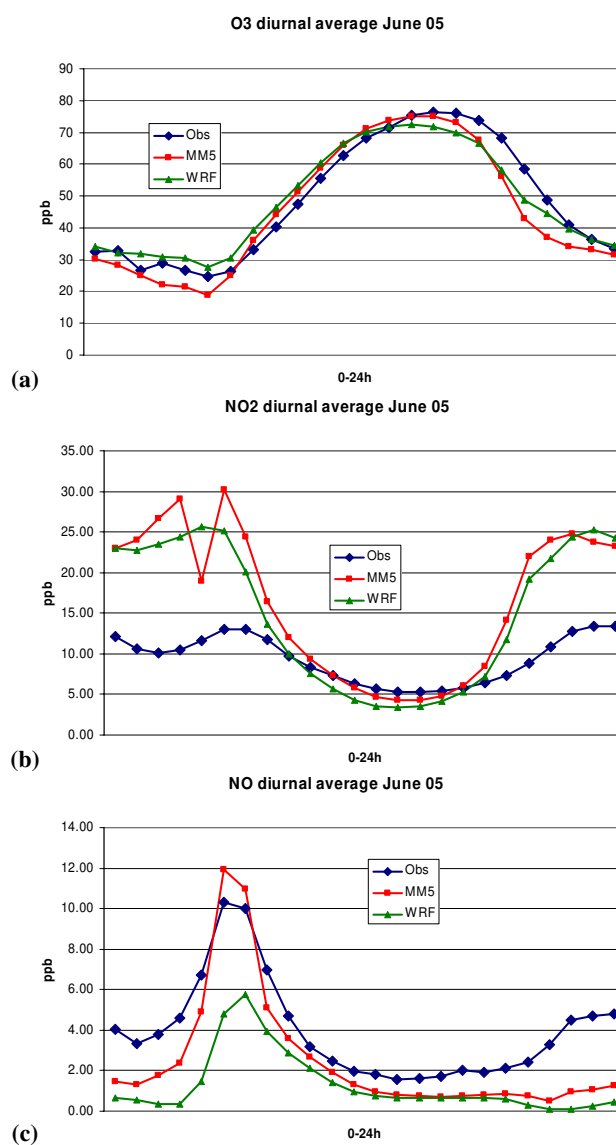 O3 diurnal average June 05
90
80
70
60
50
40
30
20
10
0
ppb
Obs
MM5
WRF
(a)
0-24h
NO2 diurnal average June 05
35.00
30.00
25.00
20.00
15.00
10.00
5.00
0.00
ppb
Obs
MM5
WRF
(b)
0-24h
NO diurnal average June 05
14.00
12.00
10.00
8.00
6.00
4.00
2.00
0.00
ppb
Obs
MM5
WRF
(c)
0-24h